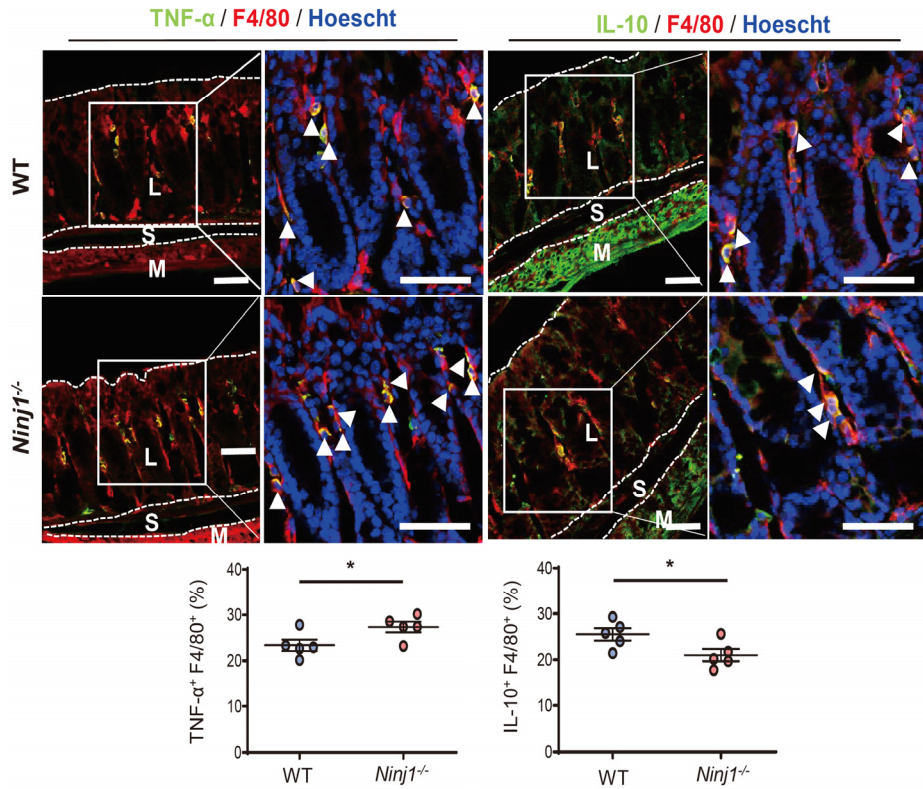 TNF-α / F4/80 / Hoescht
IL-10 / F4/80 / Hoescht
WT
L
S
M
L
S
M
Ninj1-/-
L
S
M
L
S
M
*
40
30
20
10
0
TNF-α+ F4/80+ (%)
WT
Ninj1-/-
*
40
30
20
10
0
IL-10+ F4/80+ (%)
WT
Ninj1-/-